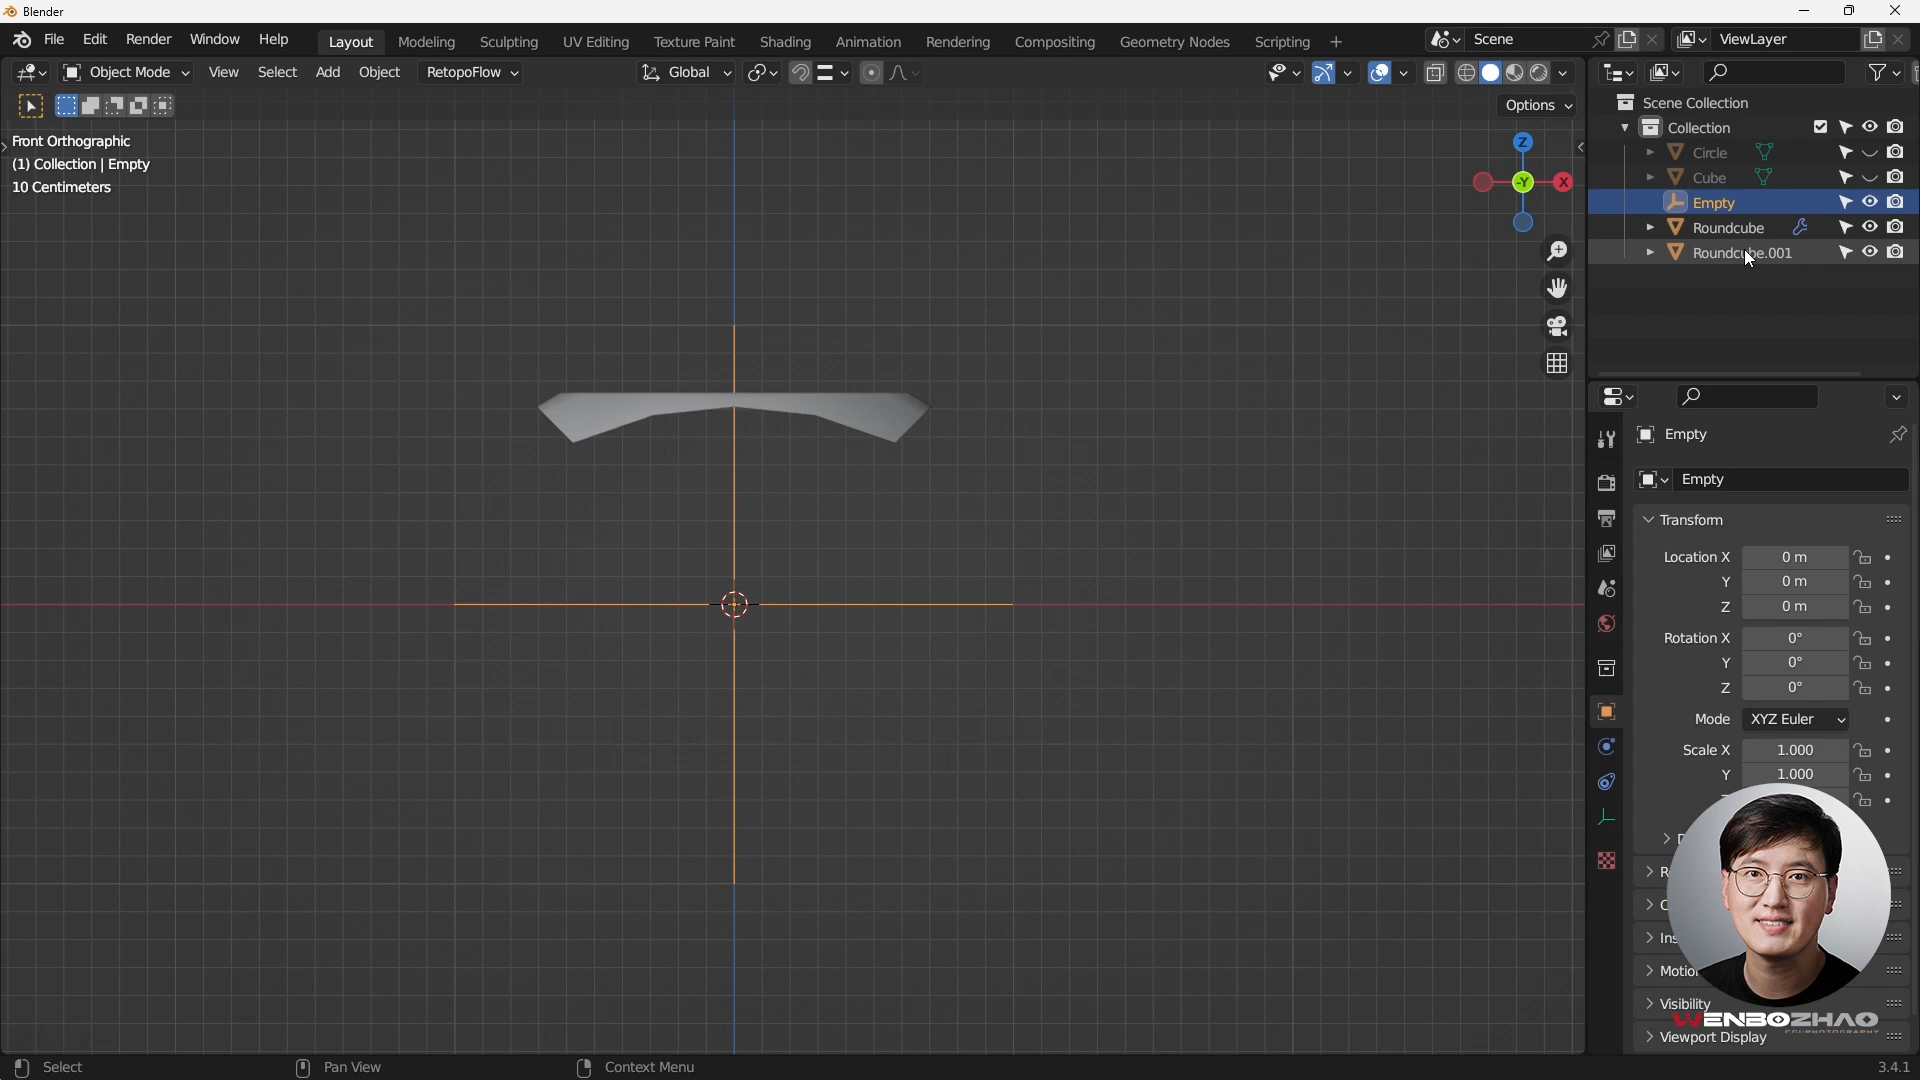 Blender
File Edit Render Window Help Layout Modeling Sculpting UV Editing Texture Paint Shading Animation Rendering Compositing Geometry Nodes Scripting + Scene ViewLayer
Object Mode View Select Add Object RetopoFlow Global
Options
Front Orthographic
(1) Collection | Empty
10 Centimeters
Z
-Y
X
Scene Collection
Collection
Circle
Cube
Empty
Roundcube
Roundcube.001
Empty
Empty
Transform
Location X 0 m
Y 0 m
Z 0 m
Rotation X 0°
Y 0°
Z 0°
Mode XYZ Euler
Scale X 1.000
Y 1.000
Visibility
WENBOZHAO
Viewport Display
Select Pan View Context Menu 3.4.1